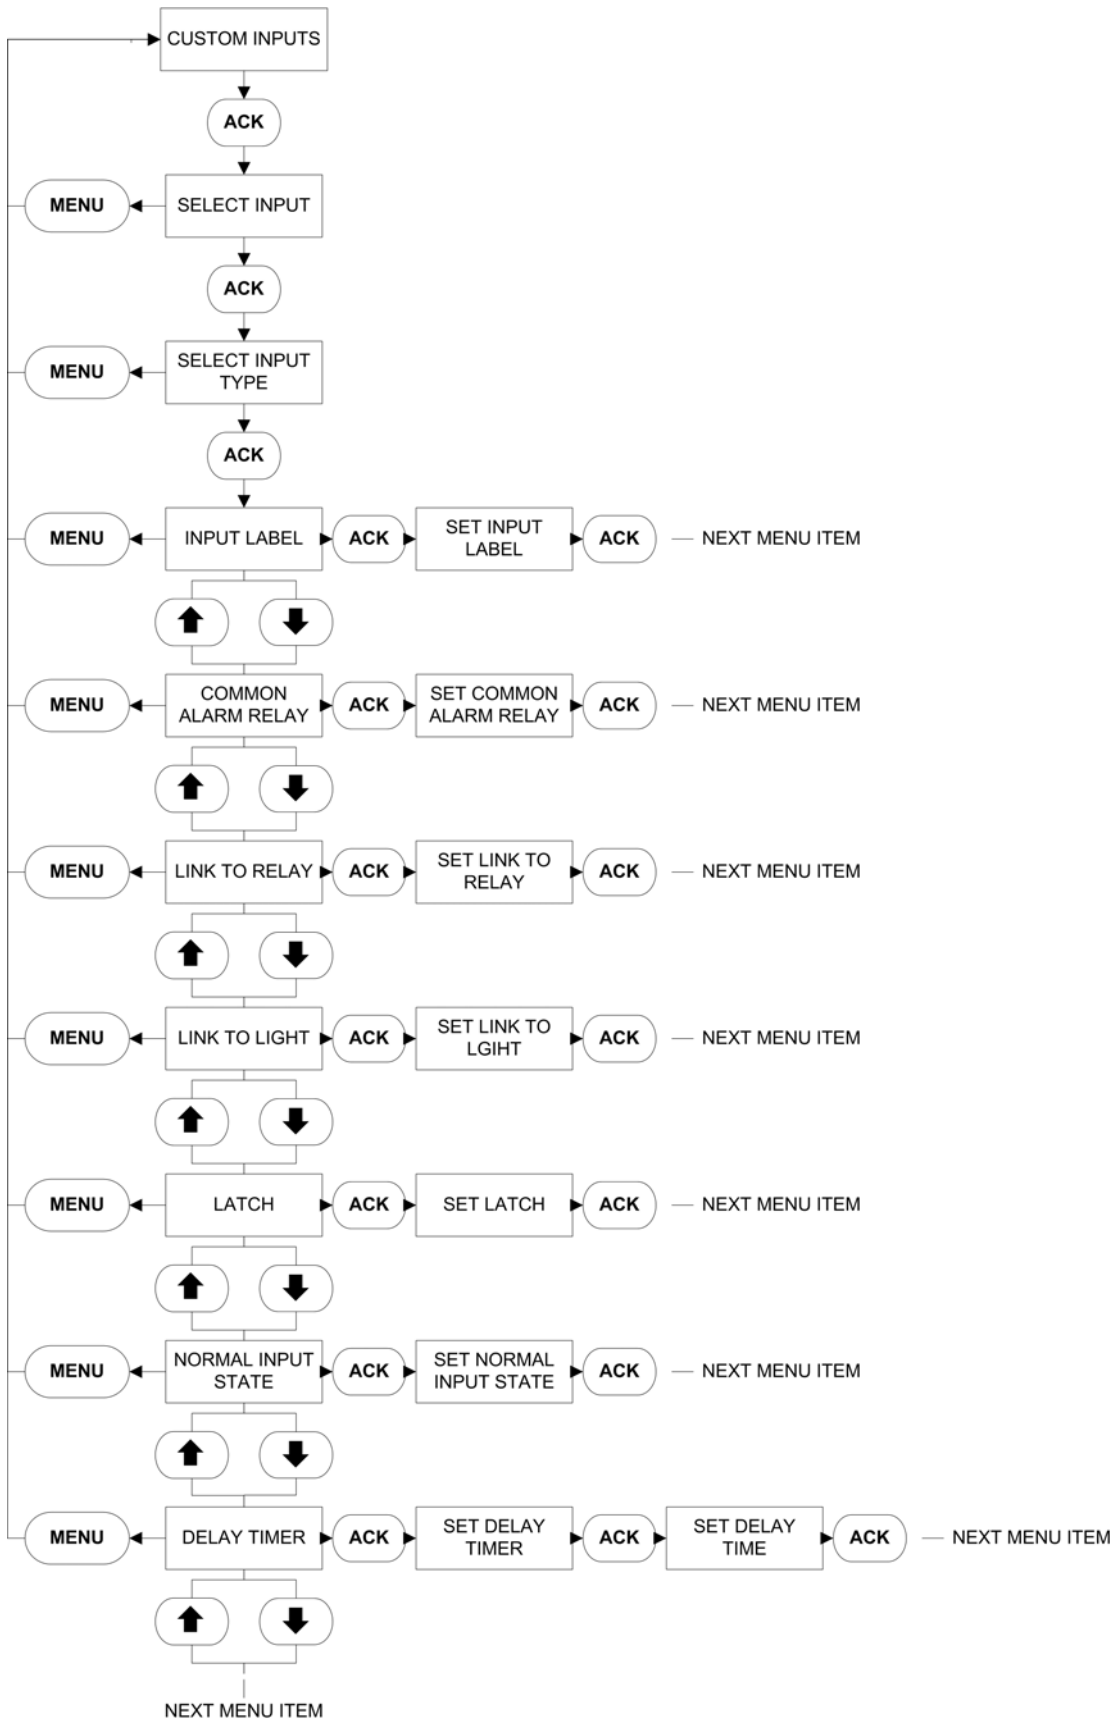 CUSTOM INPUTS
ACK
MENU
SELECT INPUT
ACK
MENU
SELECT INPUT
TYPE
ACK
MENU
INPUT LABEL
ACK
SET INPUT
LABEL
ACK
NEXT MENU ITEM
MENU
COMMON
ALARM RELAY
ACK
SET COMMON
ALARM RELAY
ACK
NEXT MENU ITEM
MENU
LINK TO RELAY
ACK
SET LINK TO
RELAY
ACK
NEXT MENU ITEM
MENU
LINK TO LIGHT
ACK
SET LINK TO
LGIHT
ACK
NEXT MENU ITEM
MENU
LATCH
ACK
SET LATCH
ACK
NEXT MENU ITEM
MENU
NORMAL INPUT
STATE
ACK
SET NORMAL
INPUT STATE
ACK
NEXT MENU ITEM
MENU
DELAY TIMER
ACK
SET DELAY
TIMER
ACK
SET DELAY
TIME
ACK
NEXT MENU ITEM
NEXT MENU ITEM